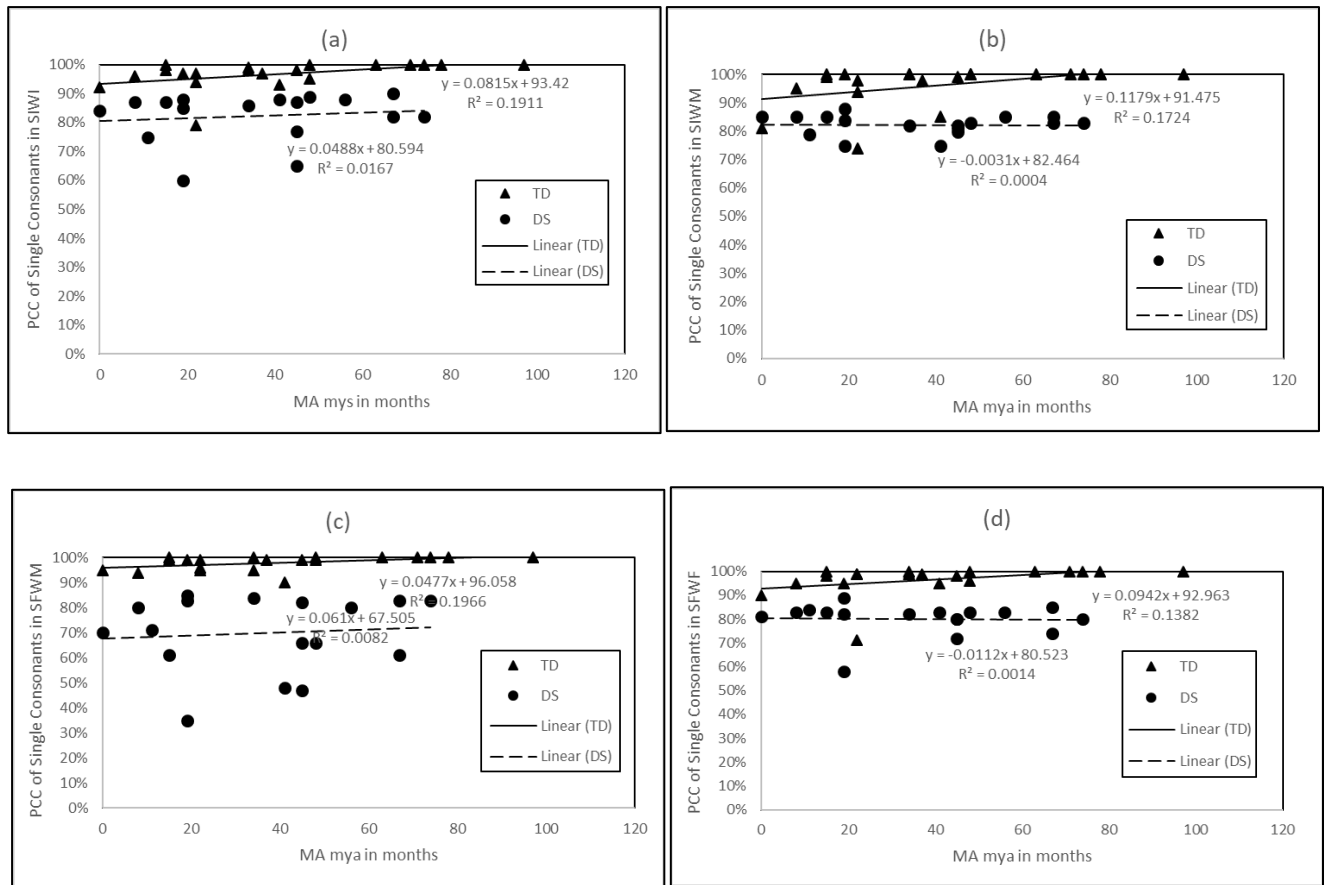 (a)
PCC of Single Consonants in SIWI
100%
90%
80%
70%
60%
50%
40%
30%
20%
10%
0%
y = 0.0815x + 93.42
R² = 0.1911
y = 0.0488x + 80.594
R² = 0.0167
TD
DS
Linear (TD)
Linear (DS)
0 20 40 60 80 100 120
MA mys in months
(b)
PCC of Single Consonants in SIWM
100%
90%
80%
70%
60%
50%
40%
30%
20%
10%
0%
y = 0.1179x + 91.475
R² = 0.1724
y = -0.0031x + 82.464
R² = 0.0004
TD
DS
Linear (TD)
Linear (DS)
0 20 40 60 80 100 120
MA mya in months
(c)
PCC of Single Consonants in SFWM
100%
90%
80%
70%
60%
50%
40%
30%
20%
10%
0%
y = 0.0477x + 96.058
R² = 0.1966
y = 0.061x + 67.505
R² = 0.0082
TD
DS
Linear (TD)
Linear (DS)
0 20 40 60 80 100 120
MA mya in months
(d)
PCC of Single Consonants in SFWF
100%
90%
80%
70%
60%
50%
40%
30%
20%
10%
0%
y = 0.0942x + 92.963
R² = 0.1382
y = -0.0112x + 80.523
R² = 0.0014
TD
DS
Linear (TD)
Linear (DS)
0 20 40 60 80 100 120
MA mya in months